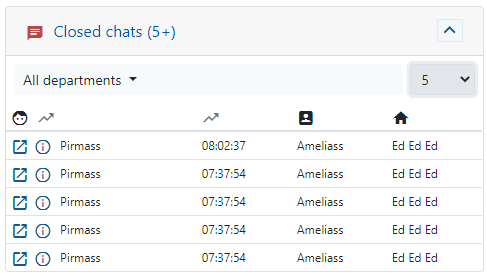 Closed chats (5+)
All departments 5
Pirmass 08:02:37 Ameliass Ed Ed Ed
Pirmass 07:37:54 Ameliass Ed Ed Ed
Pirmass 07:37:54 Ameliass Ed Ed Ed
Pirmass 07:37:54 Ameliass Ed Ed Ed
Pirmass 07:37:54 Ameliass Ed Ed Ed